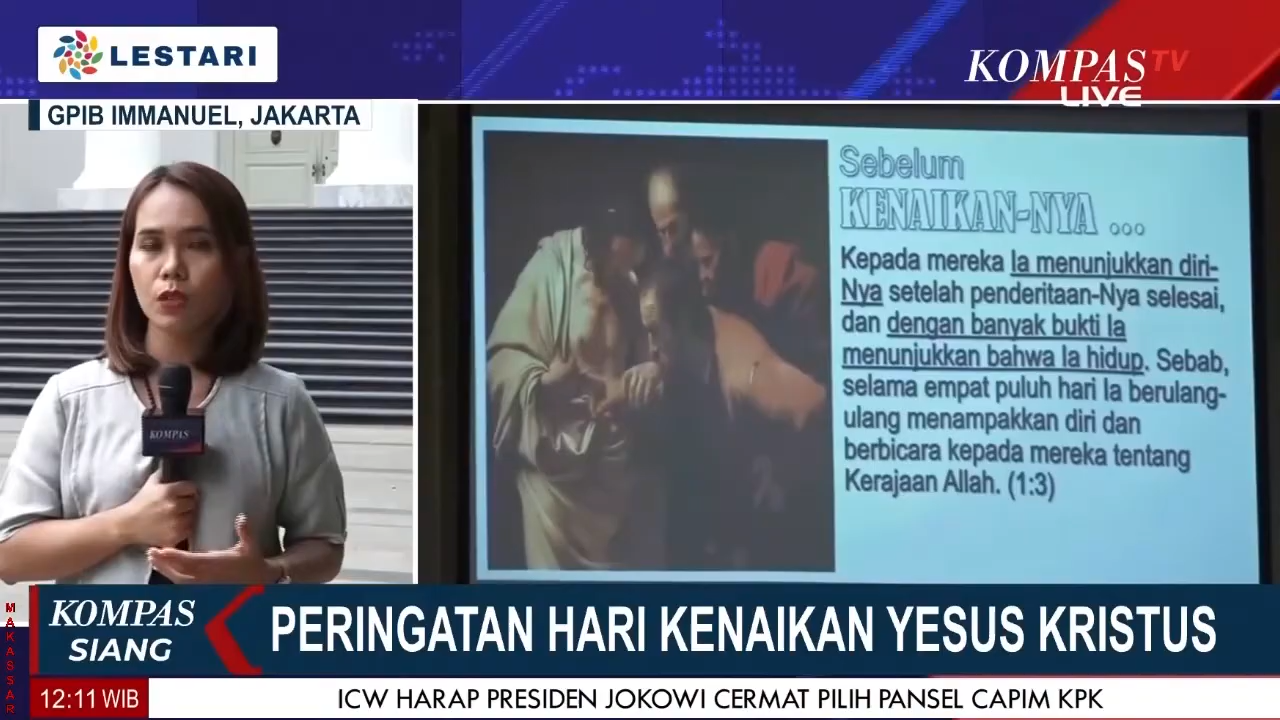 LESTARI
KOMPAS TV
LIVE
GPIB IMMANUEL, JAKARTA
Sebelum
KENAIKAN-NYA ...
Kepada mereka Ia menunjukkan diri-
Nya setelah penderitaan-Nya selesai,
dan dengan banyak bukti Ia
menunjukkan bahwa Ia hidup. Sebab,
selama empat puluh hari Ia berulang-
ulang menampakkan diri dan
berbicara kepada mereka tentang
Kerajaan Allah. (1:3)
KOMPAS
KOMPAS
SIANG
PERINGATAN HARI KENAIKAN YESUS KRISTUS
MAKASSAR
12:11 WIB
ICW HARAP PRESIDEN JOKOWI CERMAT PILIH PANSEL CAPIM KPK